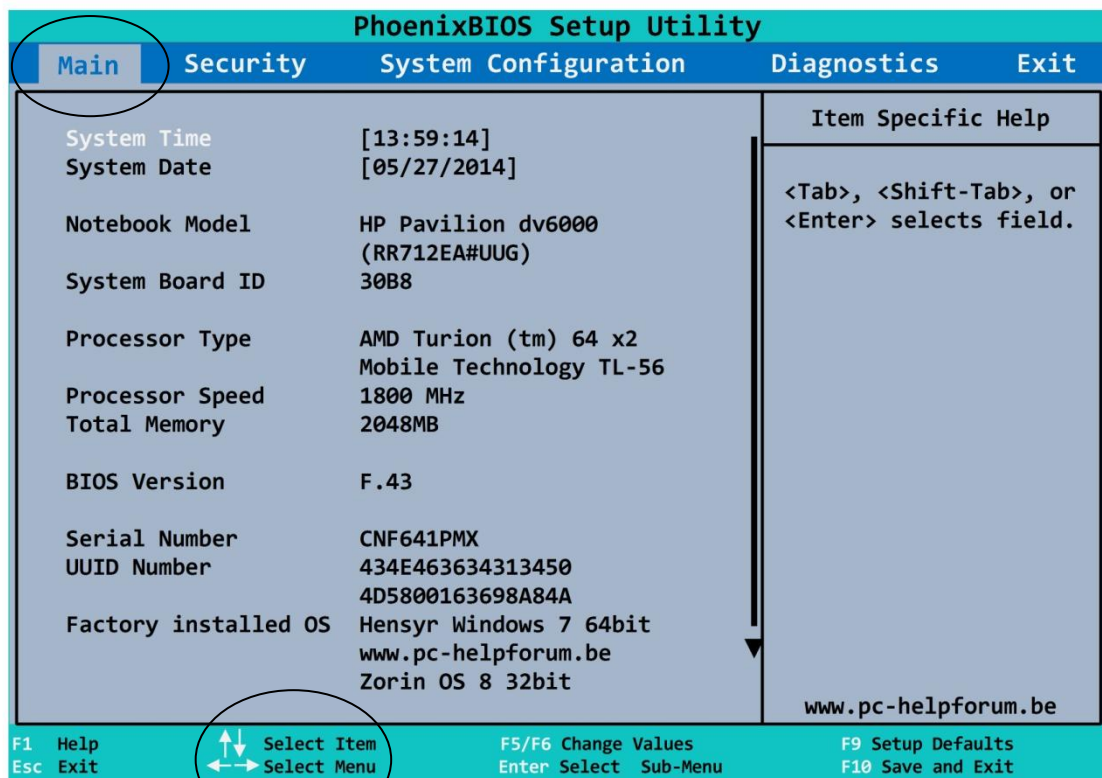 PhoenixBIOS Setup Utility
Main Security System Configuration Diagnostics Exit
System Time [13:59:14]
System Date [05/27/2014]
Notebook Model HP Pavilion dv6000
(RR712EA#UUG)
System Board ID 30B8
Processor Type AMD Turion (tm) 64 x2
Mobile Technology TL-56
Processor Speed 1800 MHz
Total Memory 2048MB
BIOS Version F.43
Serial Number CNF641PMX
UUID Number 434E463634313450
4D5800163698A84A
Factory installed OS Hensyr Windows 7 64bit
www.pc-helpforum.be
Zorin OS 8 32bit
Item Specific Help
<Tab>, <Shift-Tab>, or
<Enter> selects field.
www.pc-helpforum.be
F1 Help ↑↓ Select Item F5/F6 Change Values F9 Setup Defaults
Esc Exit ←→ Select Menu Enter Select Sub-Menu F10 Save and Exit